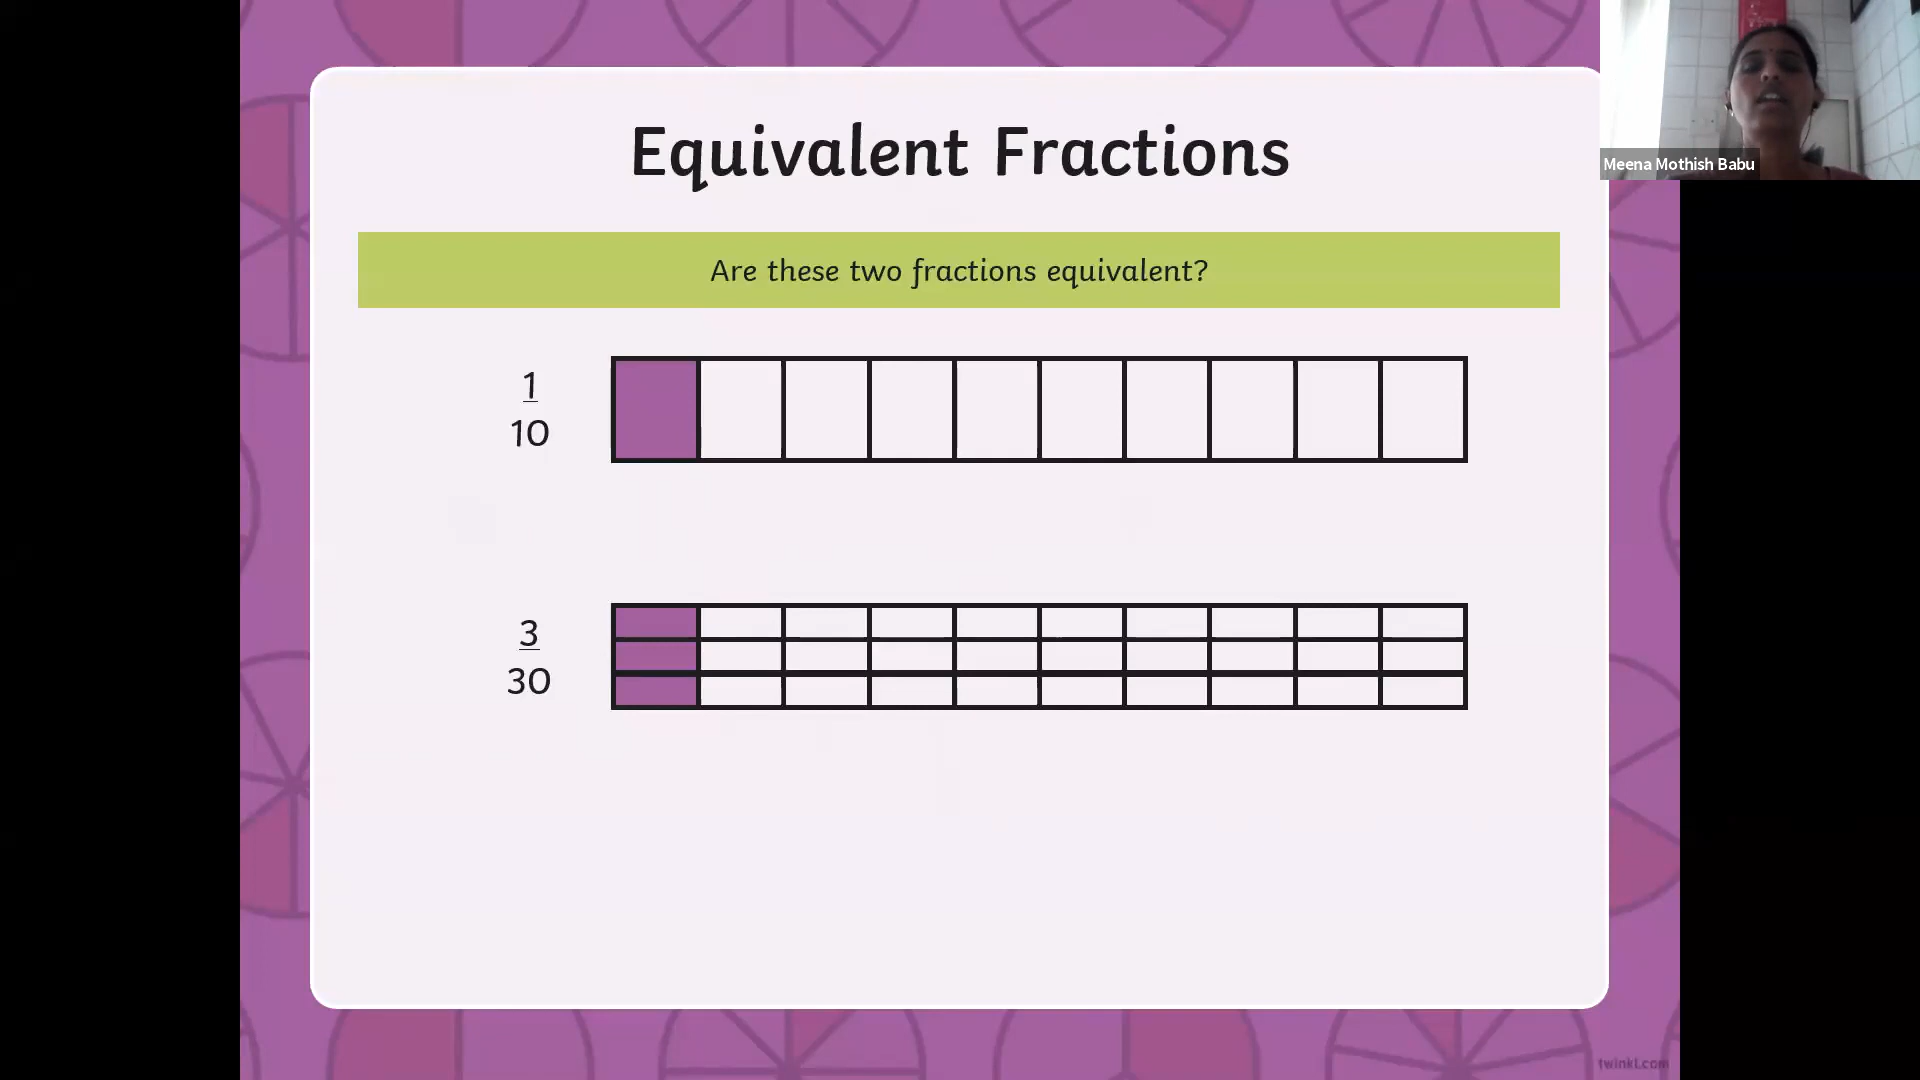 Equivalent Fractions
Meena Mothish Babu
Are these two fractions equivalent?
1
10
3
30
twinkl.com